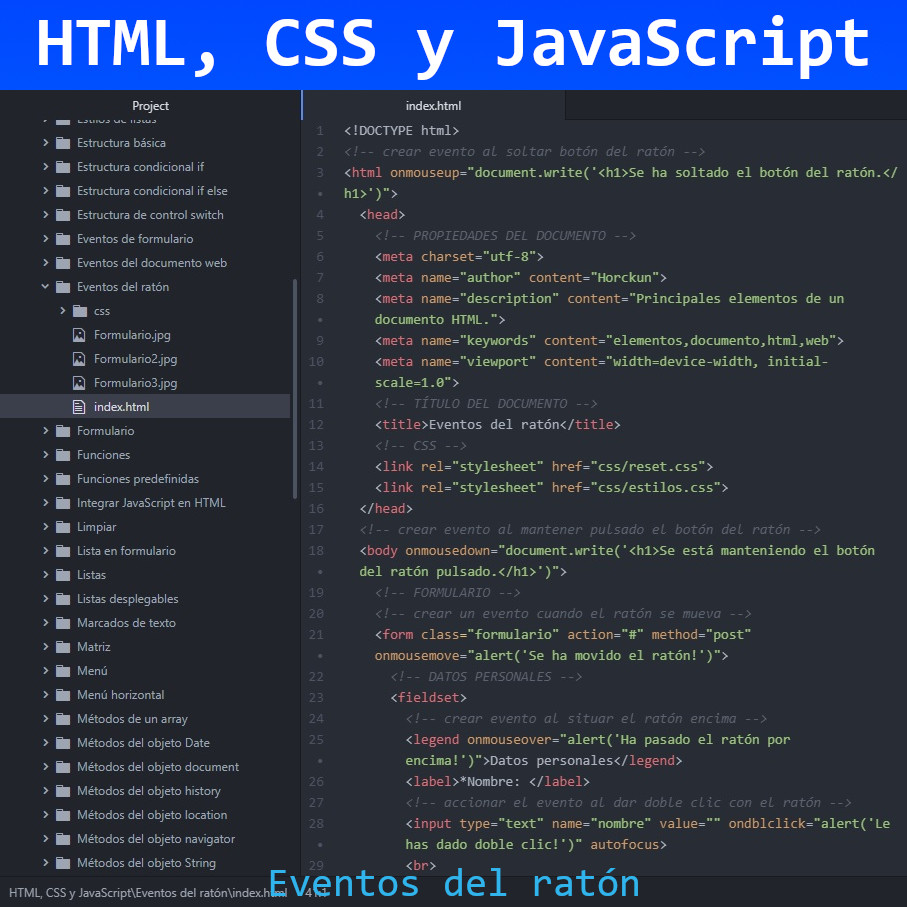 HTML, CSS y JavaScript
Project
Estilos de listas
Estructura básica
Estructura condicional if
Estructura condicional if else
Estructura de control switch
Eventos de formulario
Eventos del documento web
Eventos del ratón
css
Formulario.jpg
Formulario2.jpg
Formulario3.jpg
index.html
Formulario
Funciones
Funciones predefinidas
Integrar JavaScript en HTML
Limpiar
Lista en formulario
Listas
Listas desplegables
Marcados de texto
Matriz
Menú
Menú horizontal
Métodos de un array
Métodos del objeto Date
Métodos del objeto document
Métodos del objeto history
Métodos del objeto location
Métodos del objeto navigator
Métodos del objeto String
index.html
1 <!DOCTYPE html>
2 <!-- crear evento al soltar botón del ratón -->
3 <html onmouseup="document.write('<h1>Se ha soltado el botón del ratón.</
• h1>')">
4 <head>
5 <!-- PROPIEDADES DEL DOCUMENTO -->
6 <meta charset="utf-8">
7 <meta name="author" content="Horckun">
8 <meta name="description" content="Principales elementos de un
• documento HTML.">
9 <meta name="keywords" content="elementos,documento,html,web">
10 <meta name="viewport" content="width=device-width, initial-
• scale=1.0">
11 <!-- TÍTULO DEL DOCUMENTO -->
12 <title>Eventos del ratón</title>
13 <!-- CSS -->
14 <link rel="stylesheet" href="css/reset.css">
15 <link rel="stylesheet" href="css/estilos.css">
16 </head>
17 <!-- crear evento al mantener pulsado el botón del ratón -->
18 <body onmousedown="document.write('<h1>Se está manteniendo el botón
• del ratón pulsado.</h1>')">
19 <!-- FORMULARIO -->
20 <!-- crear un evento cuando el ratón se mueva -->
21 <form class="formulario" action="#" method="post"
• onmousemove="alert('Se ha movido el ratón!')">
22 <!-- DATOS PERSONALES -->
23 <fieldset>
24 <!-- crear evento al situar el ratón encima -->
25 <legend onmouseover="alert('Ha pasado el ratón por
• encima!')">Datos personales</legend>
26 <label>*Nombre: </label>
27 <!-- accionar el evento al dar doble clic con el ratón -->
28 <input type="text" name="nombre" value="" ondblclick="alert('Le
• has dado doble clic!')" autofocus>
29 <br>
HTML, CSS y JavaScript\Eventos del ratón\index.html
Eventos del ratón